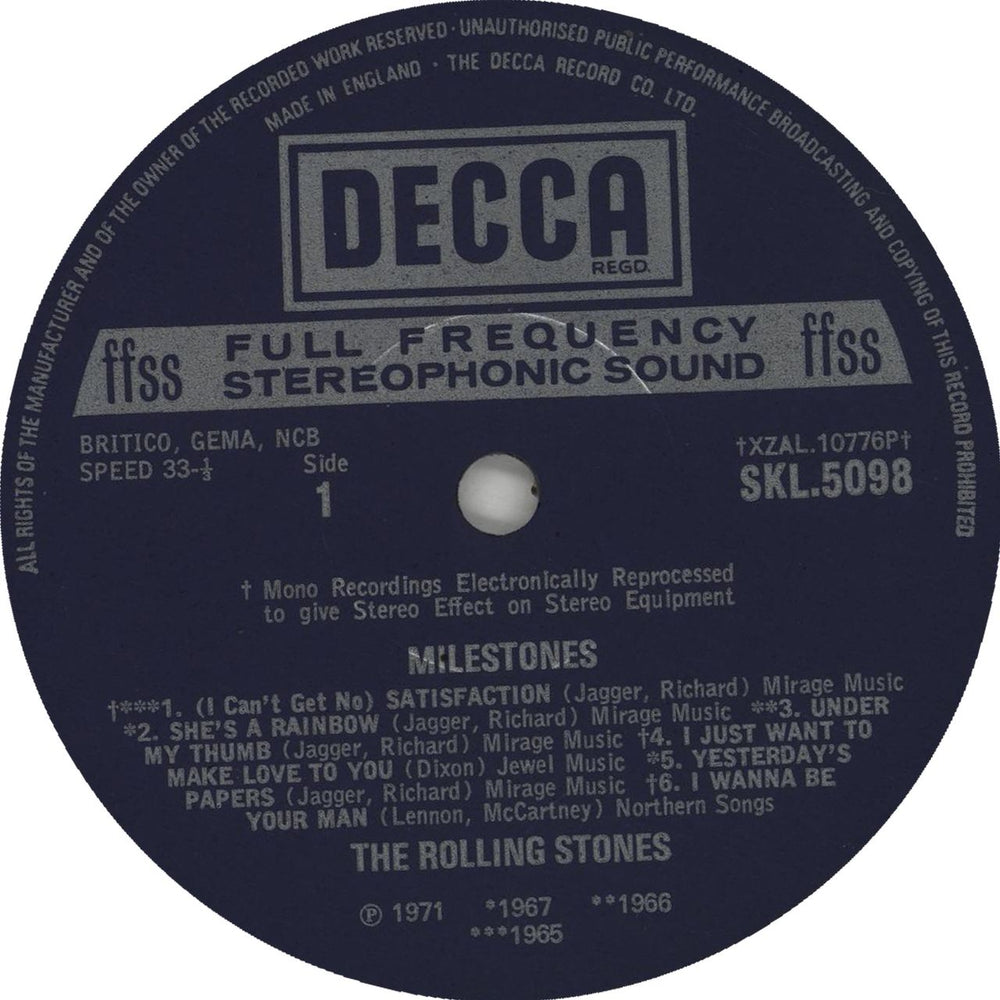 ALL RIGHTS OF THE MANUFACTURER AND OF THE OWNER OF THE RECORDED WORK RESERVED · UNAUTHORISED PUBLIC PERFORMANCE BROADCASTING AND COPYING OF THIS RECORD PROHIBITED
MADE IN ENGLAND · THE DECCA RECORD CO. LTD.
DECCA
REGD.
ffss FULL FREQUENCY ffss
STEREOPHONIC SOUND
BRITICO, GEMA, NCB
SPEED 33-⅓
Side
1
†XZAL.10776P†
SKL.5098
† Mono Recordings Electronically Reprocessed
to give Stereo Effect on Stereo Equipment
MILESTONES
†***1. (I Can't Get No) SATISFACTION (Jagger, Richard) Mirage Music
*2. SHE'S A RAINBOW (Jagger, Richard) Mirage Music **3. UNDER
MY THUMB (Jagger, Richard) Mirage Music †4. I JUST WANT TO
MAKE LOVE TO YOU (Dixon) Jewel Music *5. YESTERDAY'S
PAPERS (Jagger, Richard) Mirage Music †6. I WANNA BE
YOUR MAN (Lennon, McCartney) Northern Songs
THE ROLLING STONES
℗ 1971 *1967 **1966
***1965